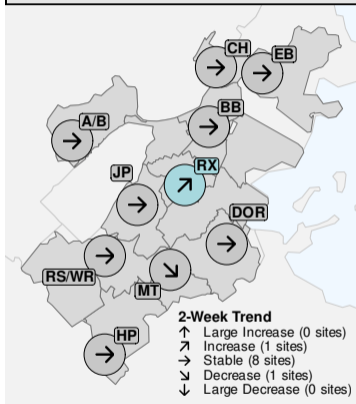 CH
EB
BB
A/B
RX
JP
DOR
RS/WR
MT
HP
2-Week Trend
↑ Large Increase (0 sites)
↗ Increase (1 sites)
→ Stable (8 sites)
↘ Decrease (1 sites)
↓ Large Decrease (0 sites)